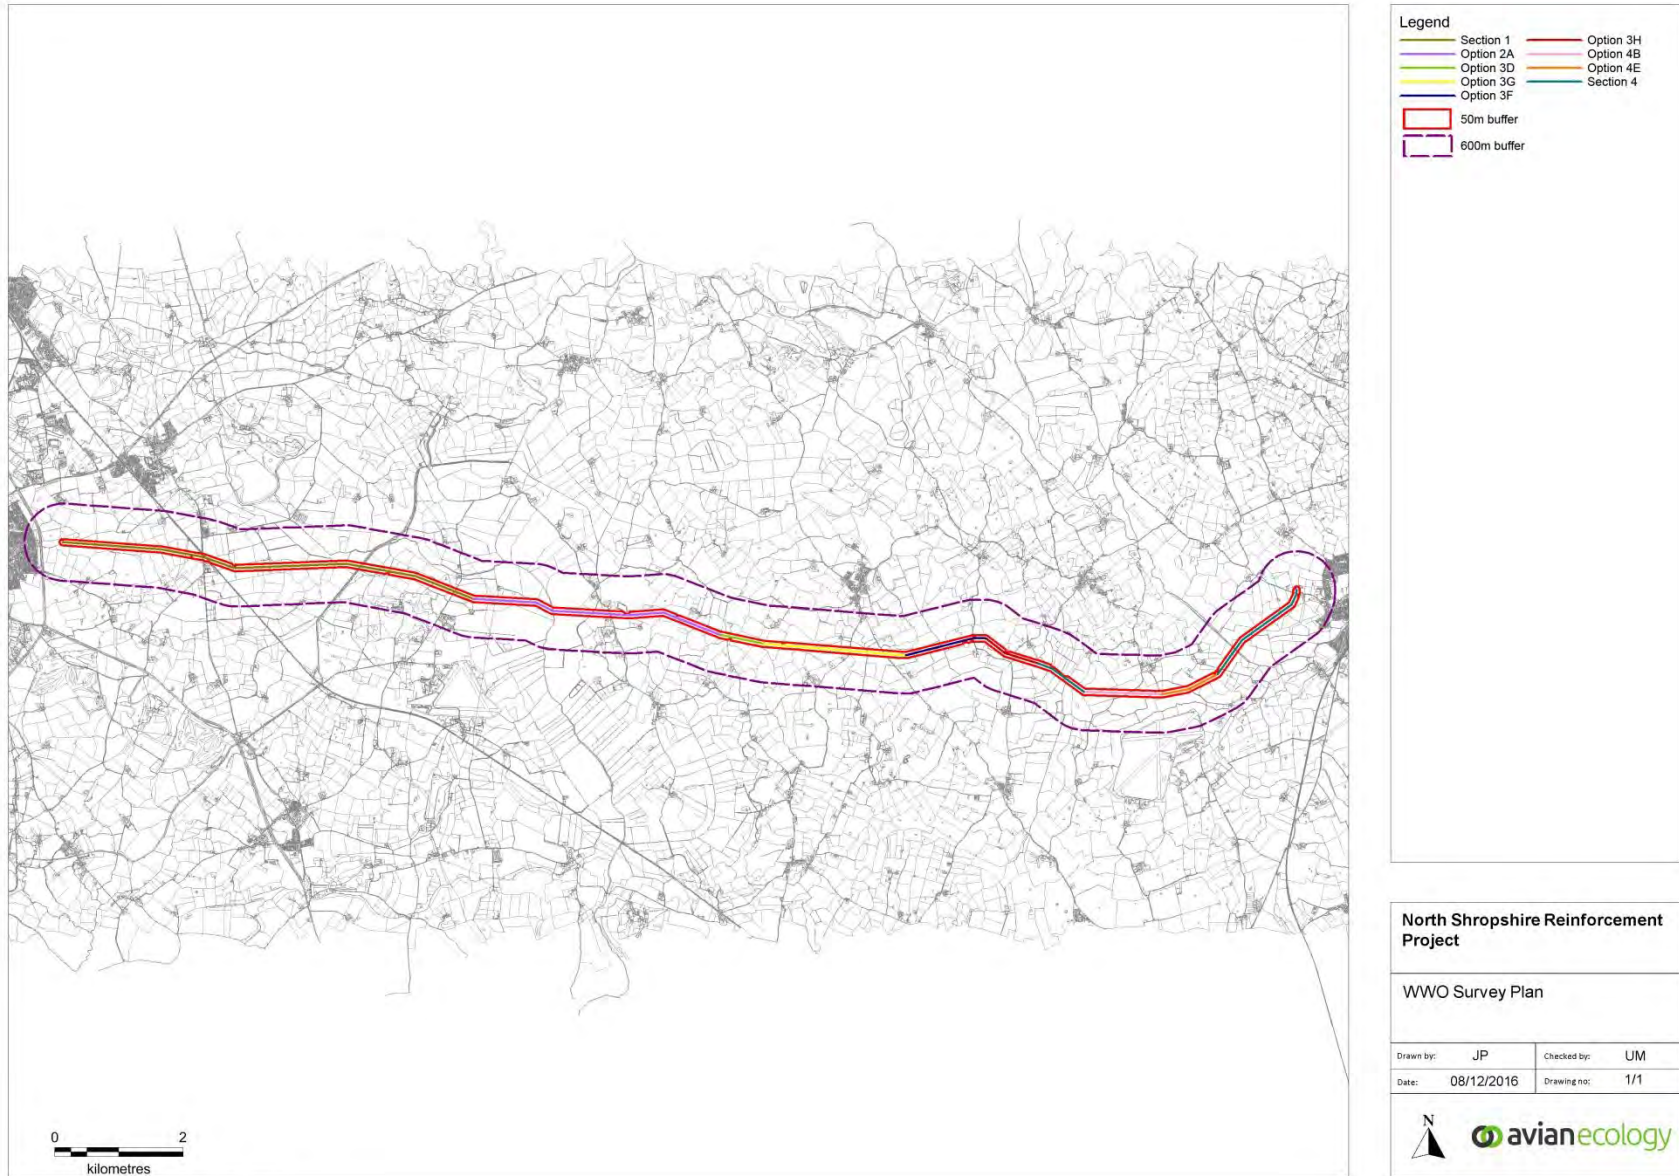 Legend
Section 1
Option 2A
Option 3D
Option 3G
Option 3F
Option 3H
Option 4B
Option 4E
Section 4
50m buffer
600m buffer
North Shropshire Reinforcement
Project
WWO Survey Plan
Drawn by: JP Checked by: UM
Date: 08/12/2016 Drawing no: 1/1
N
avianecology
0 2
kilometres